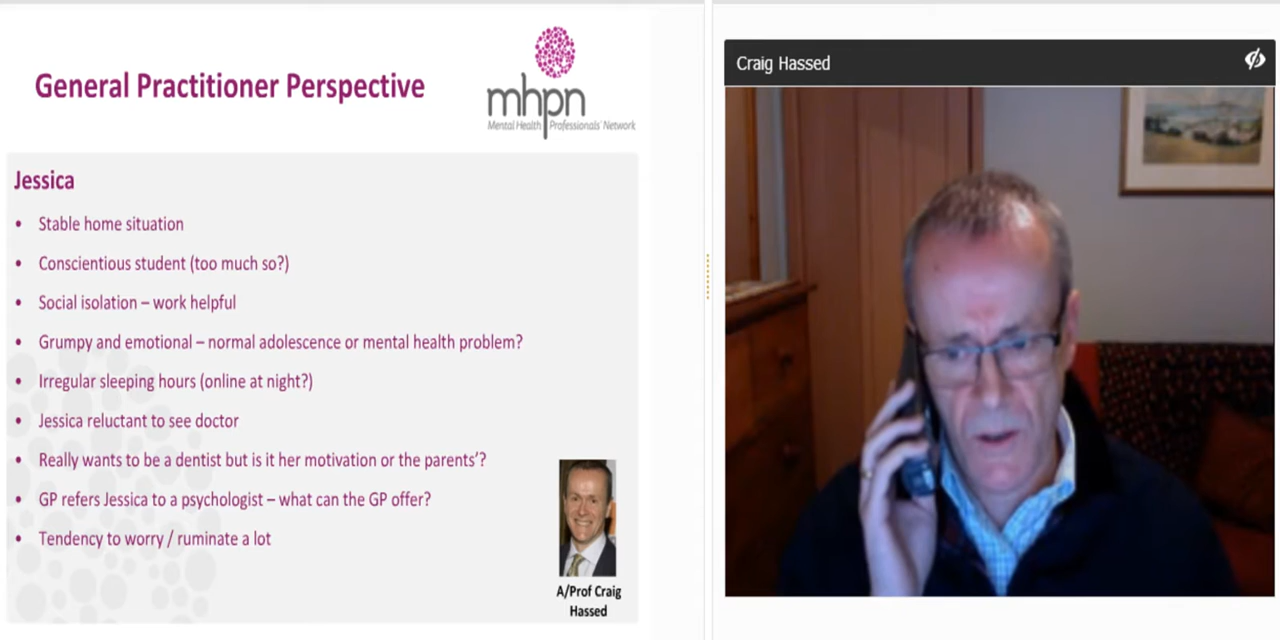 General Practitioner Perspective
mhpn
Mental Health Professionals' Network
Jessica
• Stable home situation
• Conscientious student (too much so?)
• Social isolation – work helpful
• Grumpy and emotional – normal adolescence or mental health problem?
• Irregular sleeping hours (online at night?)
• Jessica reluctant to see doctor
• Really wants to be a dentist but is it her motivation or the parents'?
• GP refers Jessica to a psychologist – what can the GP offer?
• Tendency to worry / ruminate a lot
A/Prof Craig
Hassed
Craig Hassed